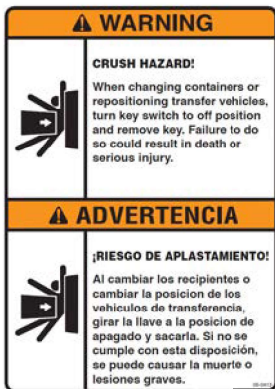 WARNING
CRUSH HAZARD!
When changing containers or
repositioning transfer vehicles,
turn key switch to off position
and remove key. Failure to do
so could result in death or
serious injury.
ADVERTENCIA
¡RIESGO DE APLASTAMIENTO!
Al cambiar los recipientes o
cambiar la posicion de los
vehiculos de transferencia,
girar la llave a la posicion de
apagado y sacarla. Si no se
cumple con esta disposición,
se puede causar la muerte o
lesiones graves.